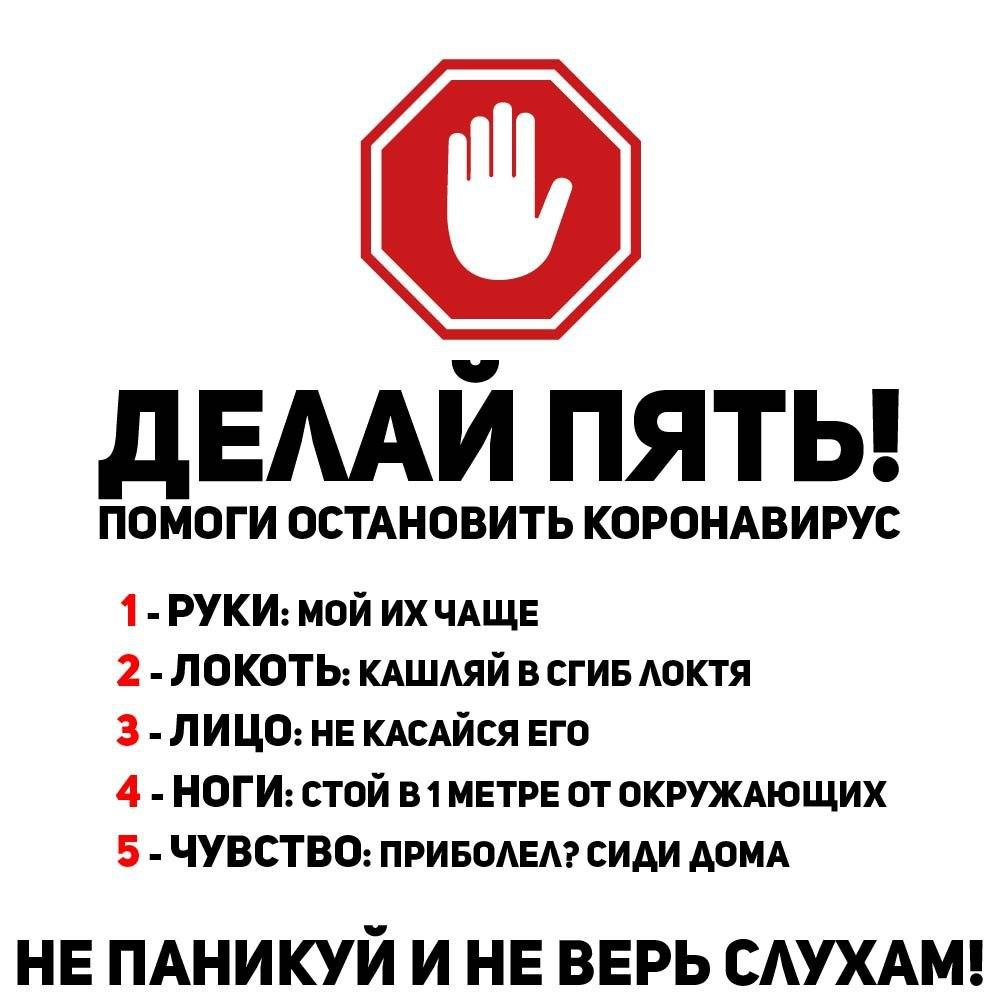 ДЕЛАЙ ПЯТЬ!
ПОМОГИ ОСТАНОВИТЬ КОРОНАВИРУС
1 - РУКИ: МОЙ ИХ ЧАЩЕ
2 - ЛОКОТЬ: КАШЛЯЙ В СГИБ ЛОКТЯ
3 - ЛИЦО: НЕ КАСАЙСЯ ЕГО
4 - НОГИ: СТОЙ В 1 МЕТРЕ ОТ ОКРУЖАЮЩИХ
5 - ЧУВСТВО: ПРИБОЛЕЛ? СИДИ ДОМА
НЕ ПАНИКУЙ И НЕ ВЕРЬ СЛУХАМ!